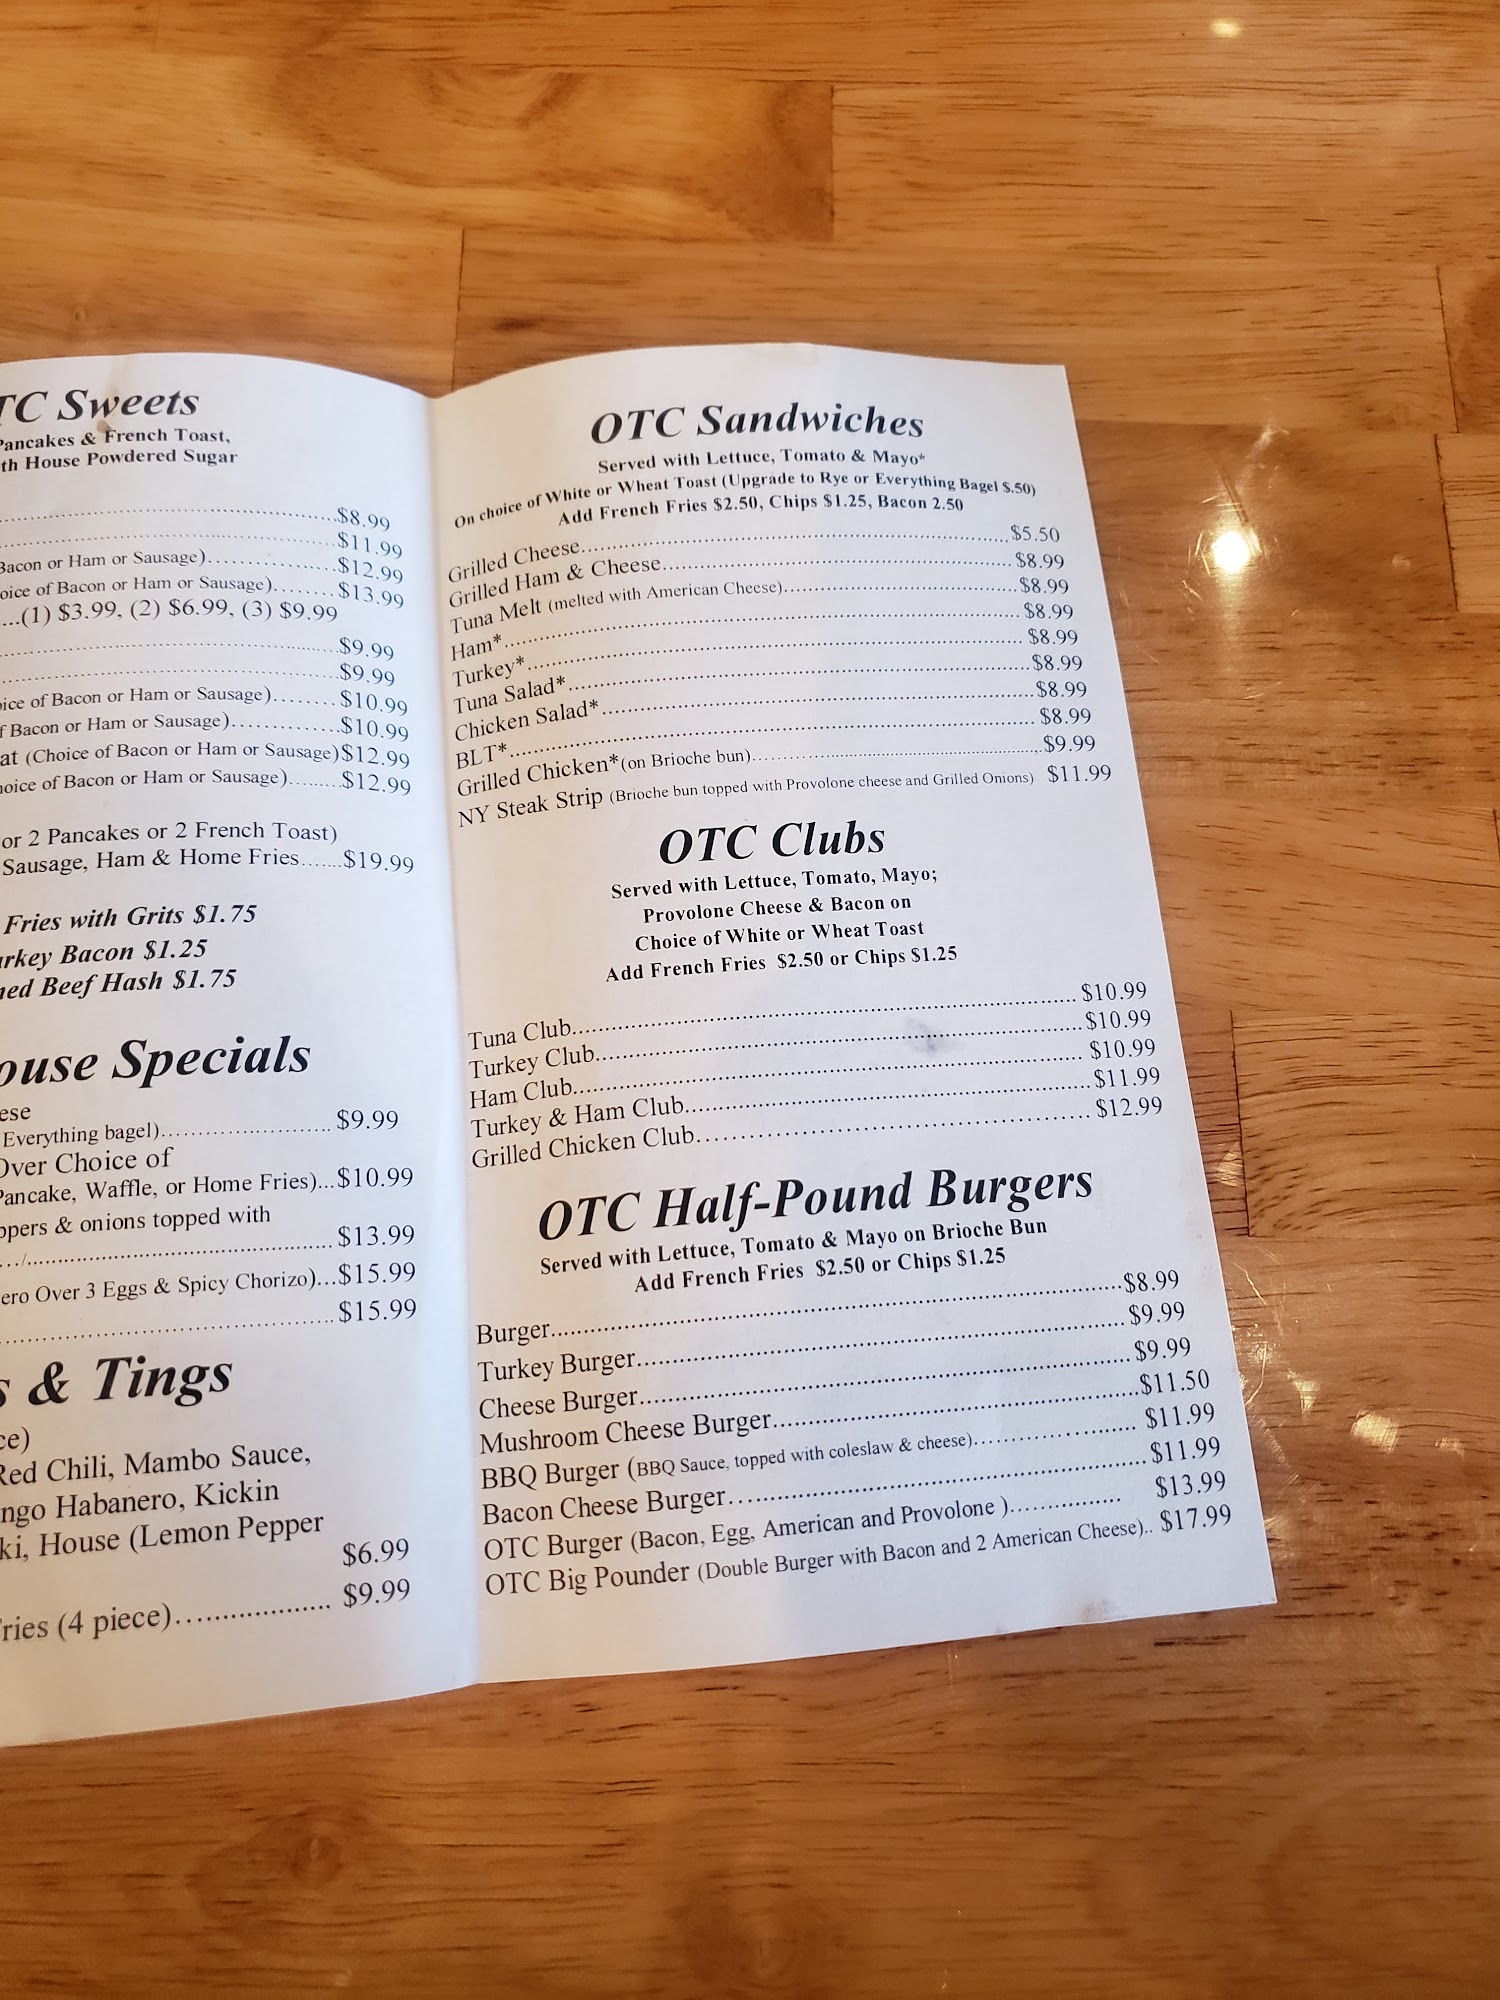 TC Sweets
Pancakes & French Toast,
th House Powdered Sugar
$8.99
$11.99
Bacon or Ham or Sausage)..................$12.99
oice of Bacon or Ham or Sausage)........$13.99
...(1) $3.99, (2) $6.99, (3) $9.99
$9.99
$9.99
ice of Bacon or Ham or Sausage)........$10.99
f Bacon or Ham or Sausage).............$10.99
at (Choice of Bacon or Ham or Sausage)$12.99
hoice of Bacon or Ham or Sausage)........$12.99
or 2 Pancakes or 2 French Toast)
Sausage, Ham & Home Fries.......$19.99
Fries with Grits $1.75
urkey Bacon $1.25
ned Beef Hash $1.75
ouse Specials
ese
Everything bagel)..........................$9.99
Over Choice of
Pancake, Waffle, or Home Fries)...$10.99
ppers & onions topped with
.../..................................................$13.99
ero Over 3 Eggs & Spicy Chorizo)...$15.99
$15.99
s & Tings
ce)
Red Chili, Mambo Sauce,
ngo Habanero, Kickin
ki, House (Lemon Pepper
$6.99
ries (4 piece)...................$9.99
OTC Sandwiches
Served with Lettuce, Tomato & Mayo*
On choice of White or Wheat Toast (Upgrade to Rye or Everything Bagel $.50)
Add French Fries $2.50, Chips $1.25, Bacon 2.50
Grilled Cheese..................................................$5.50
Grilled Ham & Cheese..................................................$8.99
Tuna Melt (melted with American Cheese)..................................................$8.99
Ham*..................................................$8.99
Turkey*..................................................$8.99
Tuna Salad*..................................................$8.99
Chicken Salad*..................................................$8.99
BLT*..................................................$8.99
Grilled Chicken*(on Brioche bun)..................................................$9.99
NY Steak Strip (Brioche bun topped with Provolone cheese and Grilled Onions) $11.99
OTC Clubs
Served with Lettuce, Tomato, Mayo;
Provolone Cheese & Bacon on
Choice of White or Wheat Toast
Add French Fries $2.50 or Chips $1.25
Tuna Club..................................................$10.99
Turkey Club..................................................$10.99
Ham Club..................................................$10.99
Turkey & Ham Club..................................................$11.99
Grilled Chicken Club..................................................$12.99
OTC Half-Pound Burgers
Served with Lettuce, Tomato & Mayo on Brioche Bun
Add French Fries $2.50 or Chips $1.25
Burger..................................................$8.99
Turkey Burger..................................................$9.99
Cheese Burger..................................................$9.99
Mushroom Cheese Burger..................................................$11.50
BBQ Burger (BBQ Sauce, topped with coleslaw & cheese)........................$11.99
Bacon Cheese Burger..................................................$11.99
OTC Burger (Bacon, Egg, American and Provolone )................ $13.99
OTC Big Pounder (Double Burger with Bacon and 2 American Cheese).. $17.99